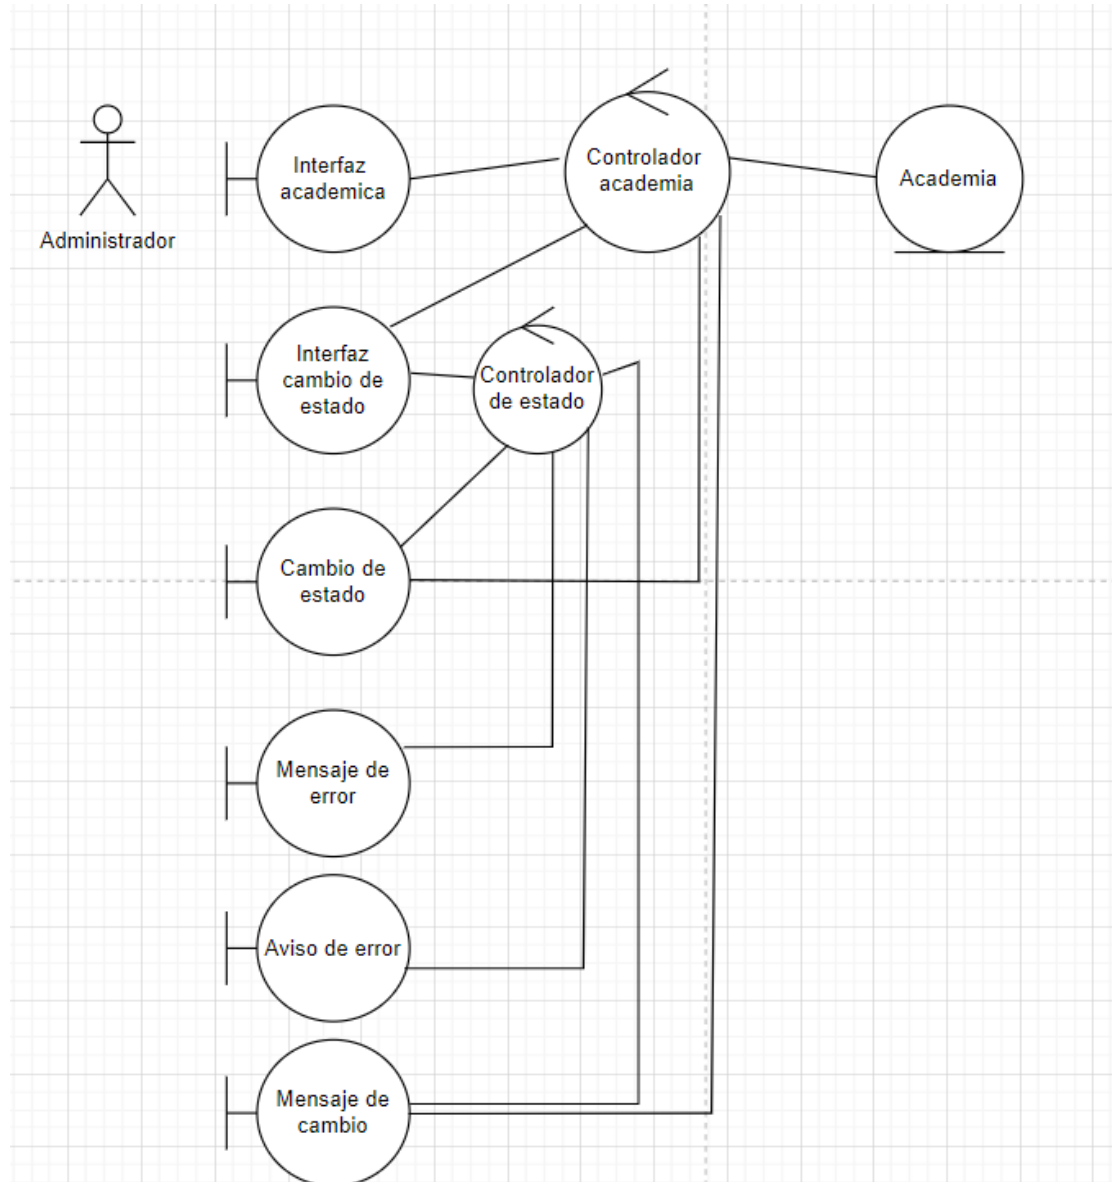 Administrador
Interfaz
academica
Controlador
academia
Academia
Interfaz
cambio de
estado
Controlador
de estado
Cambio de
estado
Mensaje de
error
Aviso de error
Mensaje de
cambio